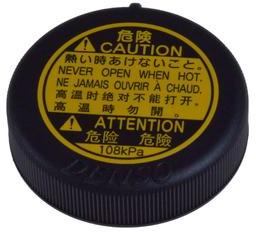 危険
CAUTION
熱い時あけないこと。
NEVER OPEN WHEN HOT.
NE JAMAIS OUVRIR À CHAUD.
高温时绝对不能打开。
高溫時勿開。
ATTENTION
危险 危險
108kPa
DENSO